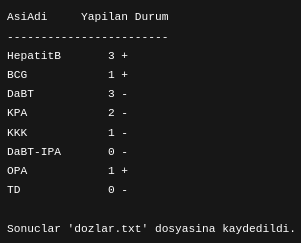 AsiAdi     Yapilan Durum
------------------------
HepatitB       3 +
BCG            1 +
DaBT           3 -
KPA            2 -
KKK            1 -
DaBT-IPA       0 -
OPA            1 +
TD             0 -
Sonuclar 'dozlar.txt' dosyasina kaydedildi.